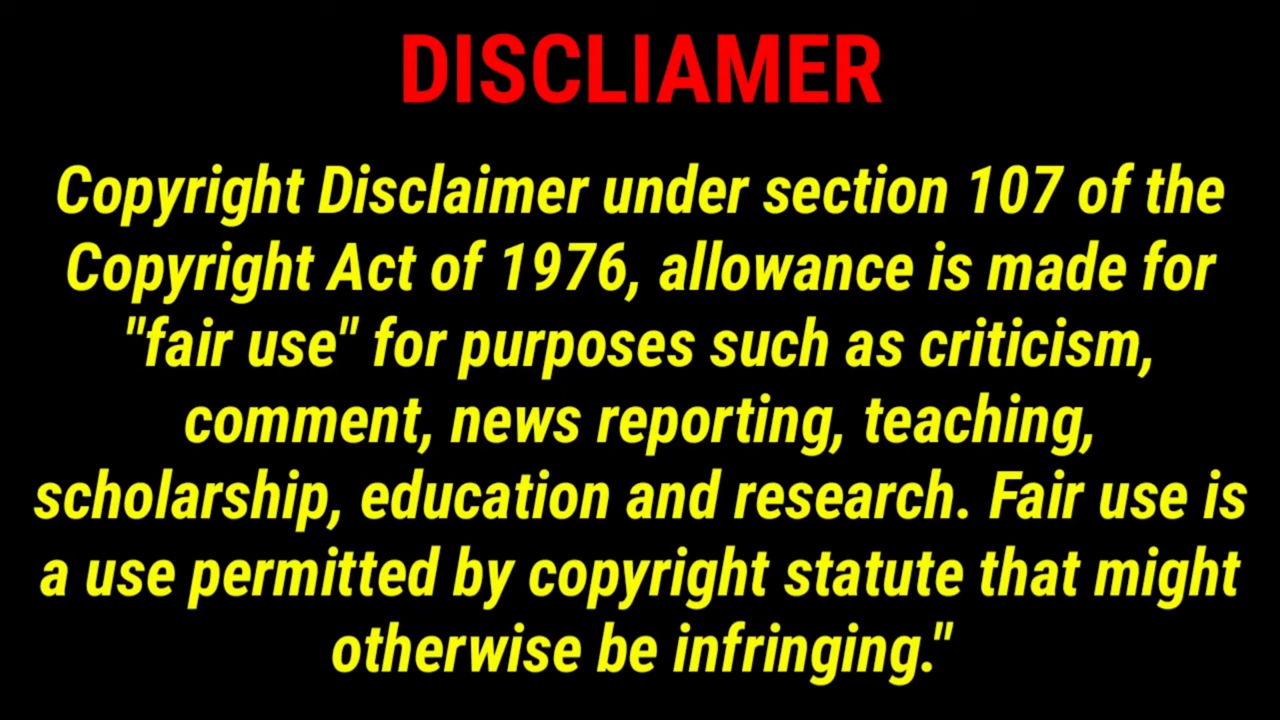 DISCLIAMER
Copyright Disclaimer under section 107 of the
Copyright Act of 1976, allowance is made for
"fair use" for purposes such as criticism,
comment, news reporting, teaching,
scholarship, education and research. Fair use is
a use permitted by copyright statute that might
otherwise be infringing."